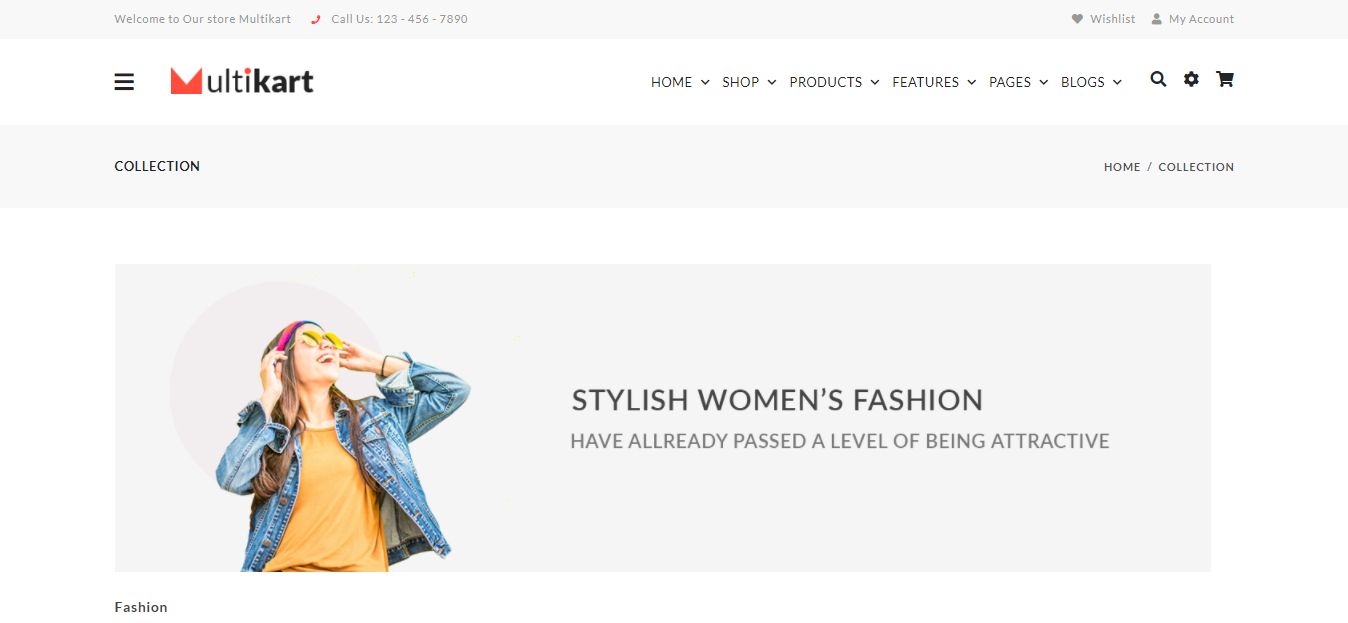 Welcome to Our store Multikart Call Us: 123 - 456 - 7890 Wishlist My Account
Multikart HOME SHOP PRODUCTS FEATURES PAGES BLOGS
COLLECTION HOME / COLLECTION
STYLISH WOMEN’S FASHION
HAVE ALLREADY PASSED A LEVEL OF BEING ATTRACTIVE
Fashion